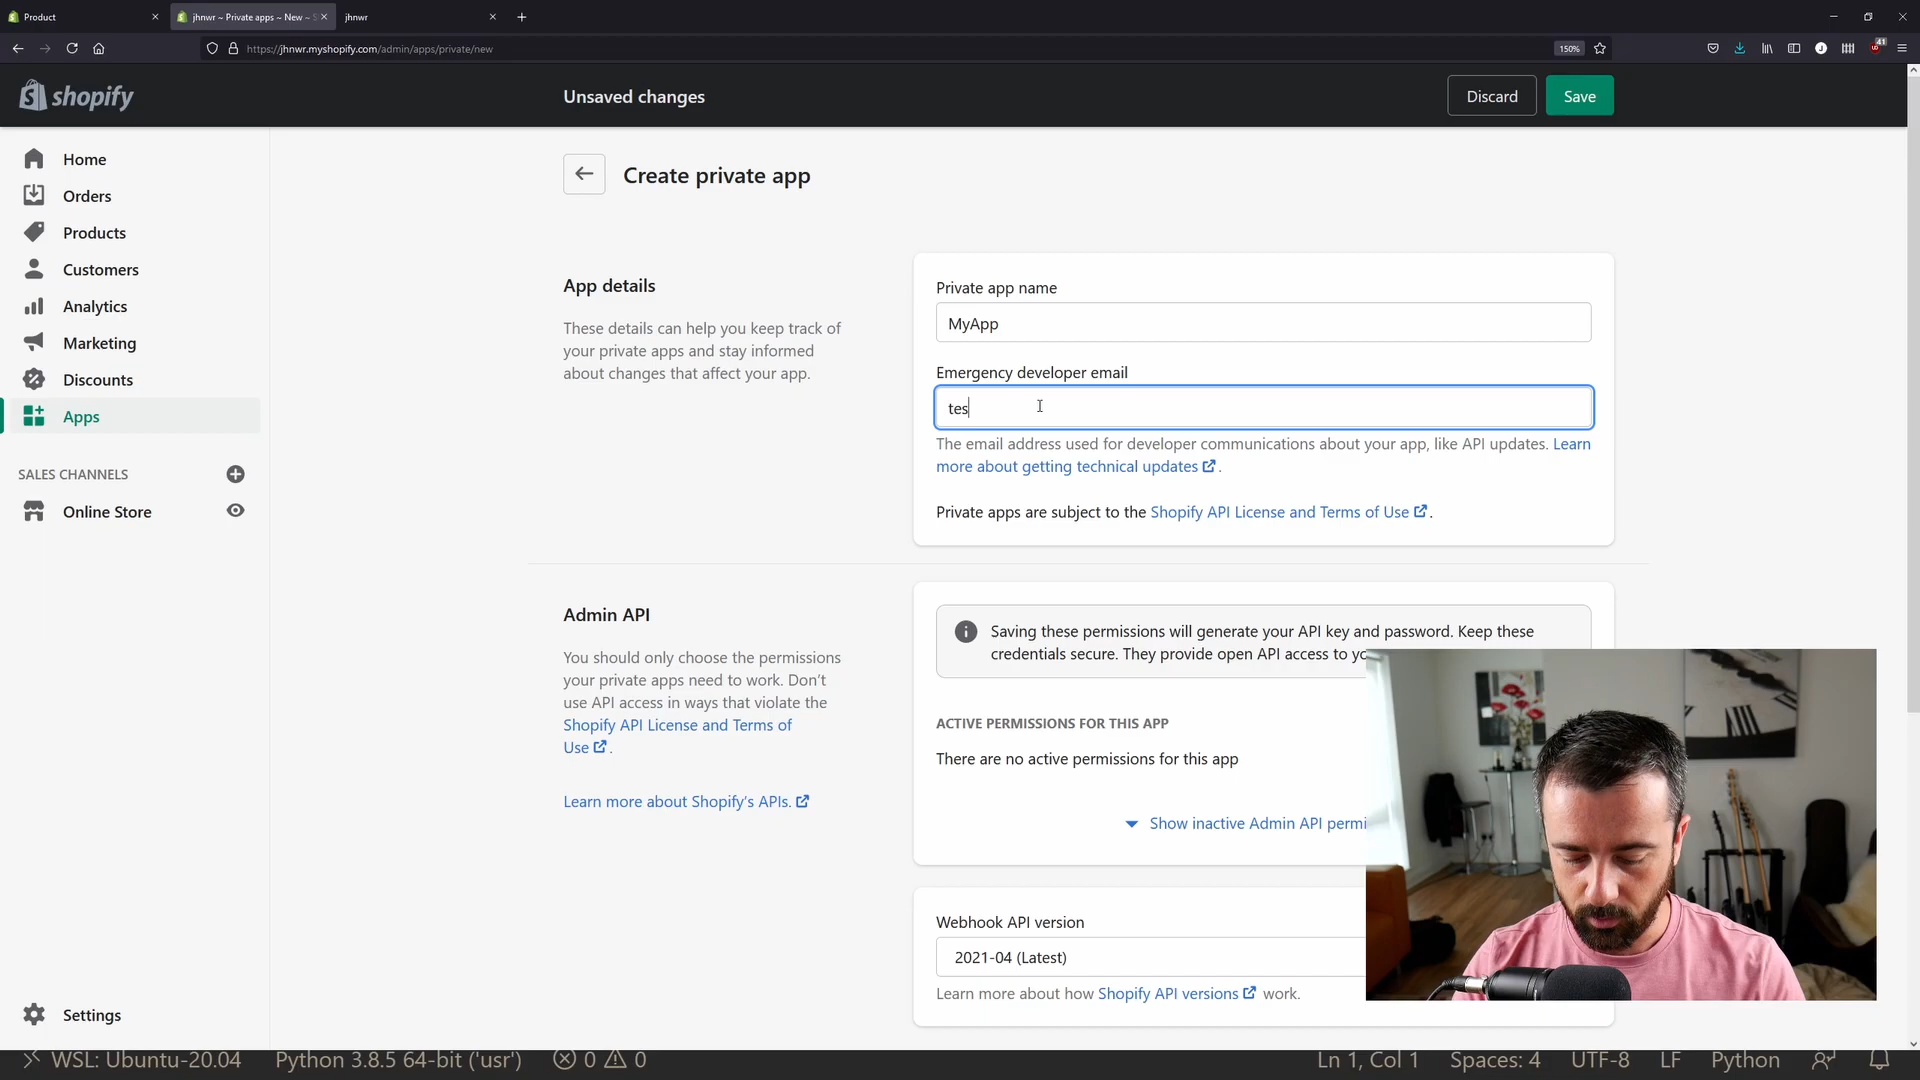 Product
jhnwr ~ Private apps ~ New ~ S
jhnwr
https://jhnwr.myshopify.com/admin/apps/private/new
150%
41
shopify
Unsaved changes
Discard
Save
Home
Orders
Products
Customers
Analytics
Marketing
Discounts
Apps
SALES CHANNELS
Online Store
Settings
Create private app
App details
These details can help you keep track of
your private apps and stay informed
about changes that affect your app.
Private app name
MyApp
Emergency developer email
tes
The email address used for developer communications about your app, like API updates. Learn
more about getting technical updates .
Private apps are subject to the Shopify API License and Terms of Use .
Admin API
You should only choose the permissions
your private apps need to work. Don’t
use API access in ways that violate the
Shopify API License and Terms of
Use .
Learn more about Shopify’s APIs.
Saving these permissions will generate your API key and password. Keep these
credentials secure. They provide open API access to
ACTIVE PERMISSIONS FOR THIS APP
There are no active permissions for this app
Show inactive Admin API permi
Webhook API version
2021-04 (Latest)
Learn more about how Shopify API versions work.
WSL: Ubuntu-20.04
Python 3.8.5 64-bit ('usr')
0 0
Ln 1, Col 1
Spaces: 4
UTF-8
LF
Python